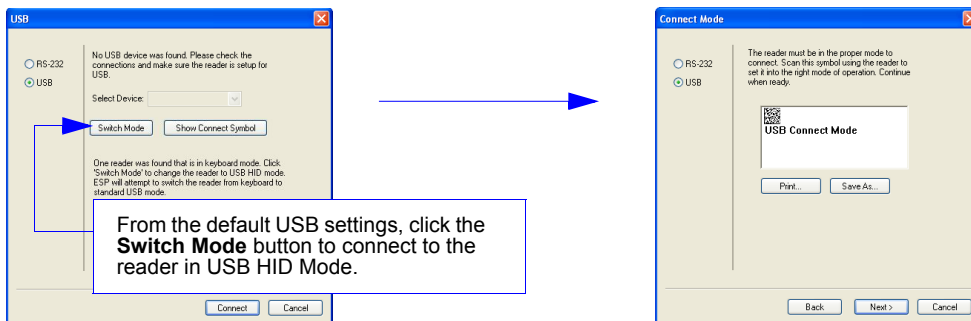 USB
RS-232
USB
No USB device was found. Please check the
connections and make sure the reader is setup for
USB.
Select Device:
Switch Mode
Show Connect Symbol
One reader was found that is in keyboard mode. Click
'Switch Mode' to change the reader to USB HID mode.
ESP will attempt to switch the reader from keyboard to
standard USB mode.
From the default USB settings, click the
Switch Mode button to connect to the
reader in USB HID Mode.
Connect
Cancel
Connect Mode
RS-232
USB
The reader must be in the proper mode to
connect. Scan this symbol using the reader to
set it into the right mode of operation. Continue
when ready.
USB Connect Mode
Print...
Save As...
Back
Next >
Cancel